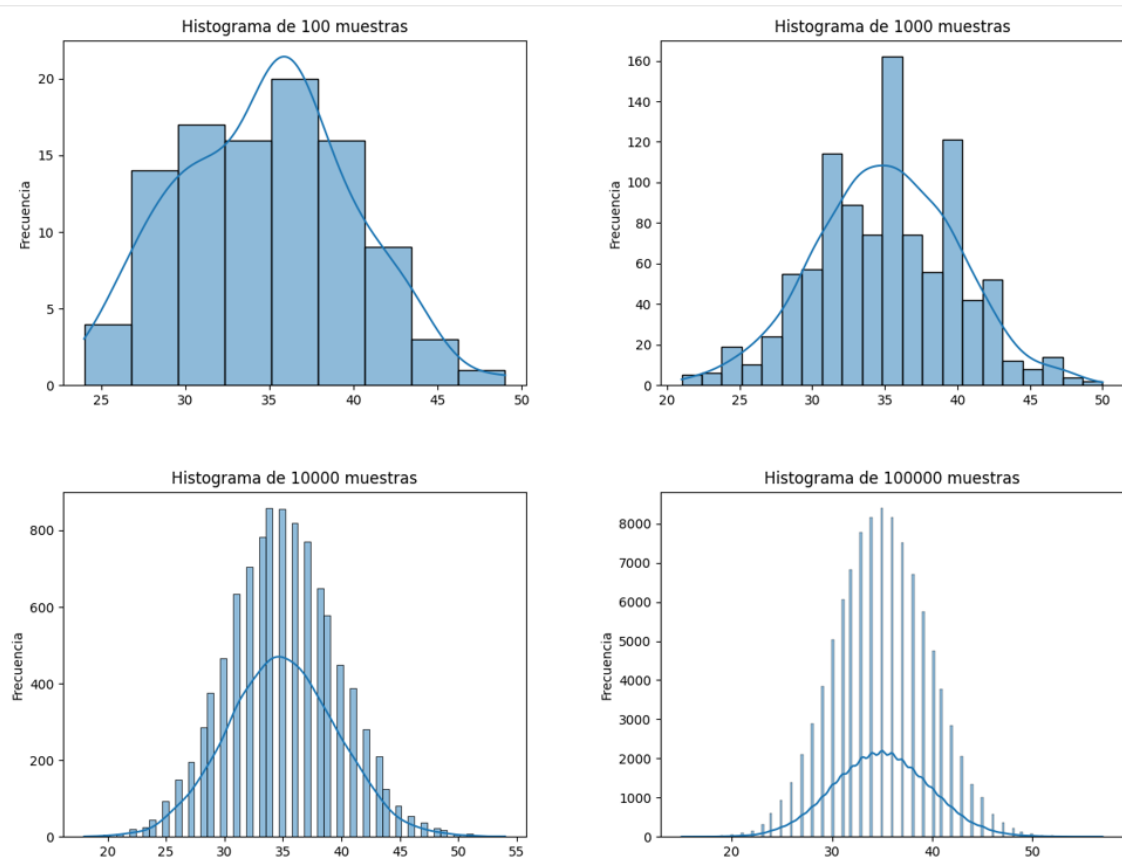 Histograma de 100 muestras
Frecuencia
20
15
10
5
0
25 30 35 40 45 50
Histograma de 1000 muestras
Frecuencia
160
140
120
100
80
60
40
20
0
20 25 30 35 40 45 50
Histograma de 10000 muestras
Frecuencia
800
600
400
200
0
20 25 30 35 40 45 50 55
Histograma de 100000 muestras
Frecuencia
8000
7000
6000
5000
4000
3000
2000
1000
0
20 30 40 50